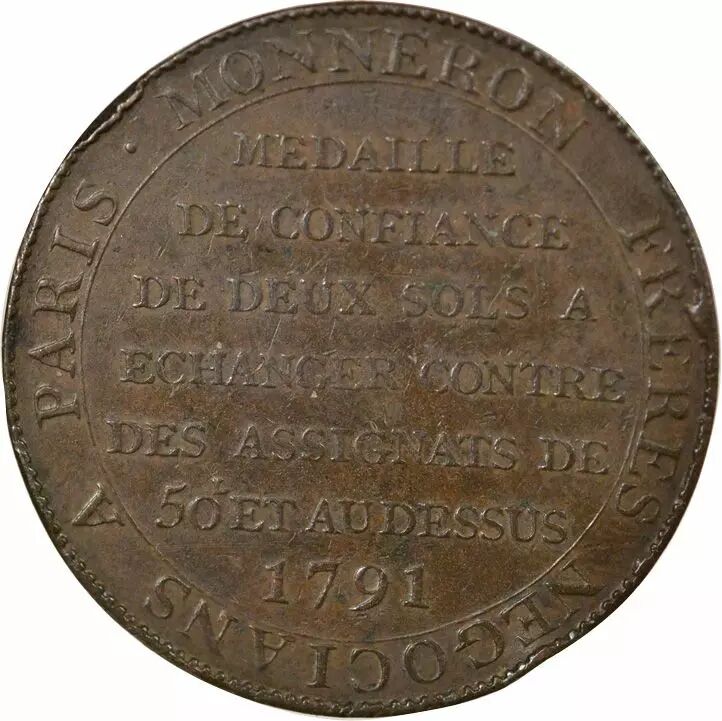 MONNERON FRERES NEGOCIANS A PARIS .
MEDAILLE
DE CONFIANCE
DE DEUX SOLS A
ECHANGER CONTRE
DES ASSIGNATS DE
50ᴸ ET AU DESSUS
1791